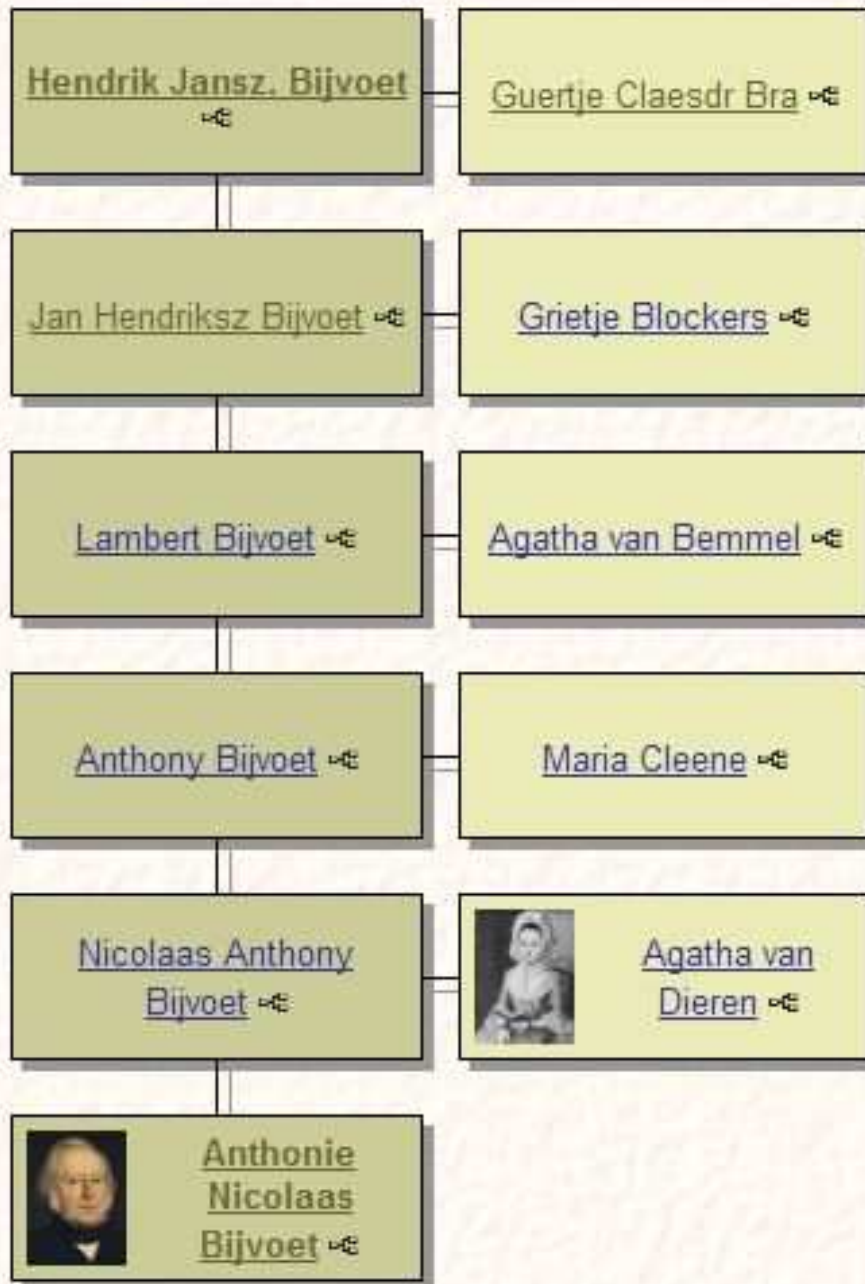 Hendrik Jansz. Bijvoet
Guertje Claesdr Bra
Jan Hendriksz Bijvoet
Grietje Blockers
Lambert Bijvoet
Agatha van Bemmel
Anthony Bijvoet
Maria Cleene
Nicolaas Anthony
Bijvoet
Agatha van
Dieren
Anthonie
Nicolaas
Bijvoet